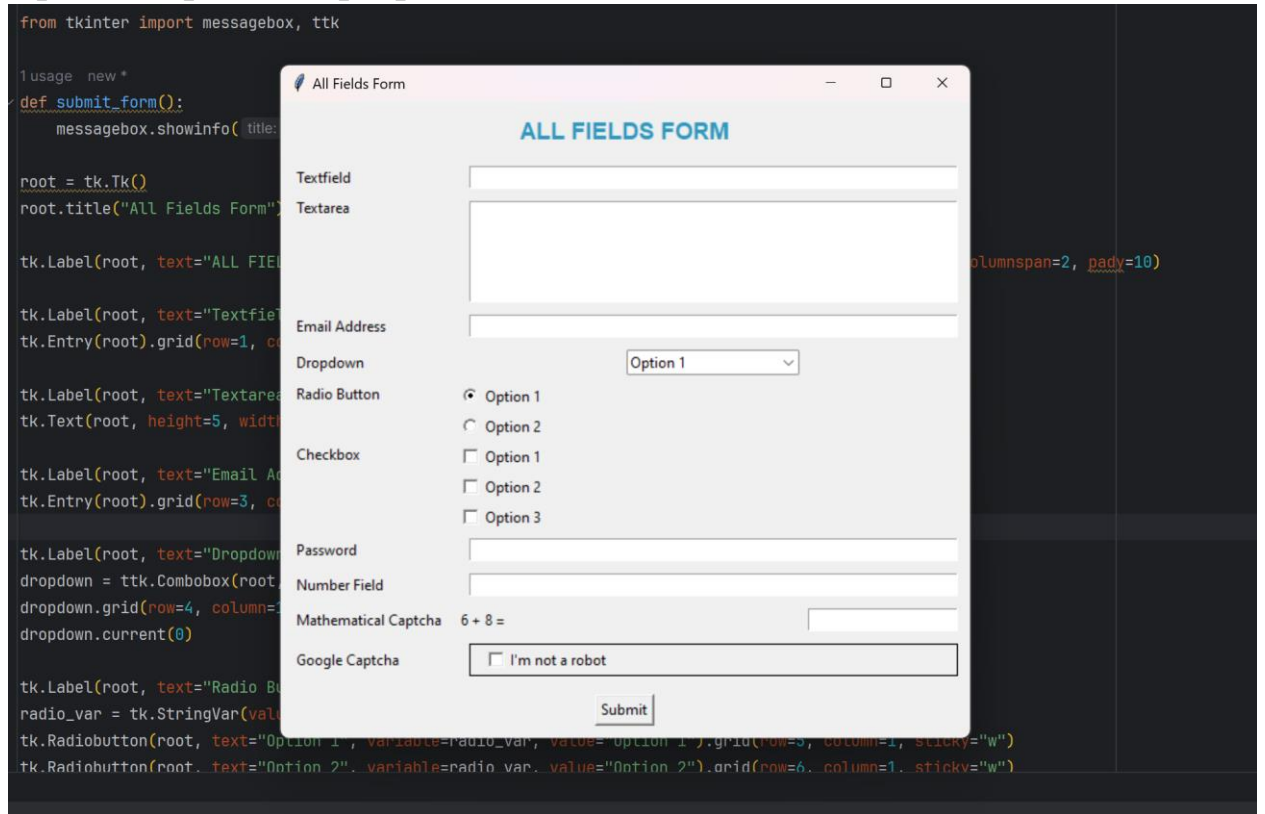 from tkinter import messagebox, ttk
1 usage   new *
def submit_form():
messagebox.showinfo( title:
root = tk.Tk()
root.title("All Fields Form")
tk.Label(root, text="ALL FIEL
olumnspan=2, pady=10)
tk.Label(root, text="Textfiel
tk.Entry(root).grid(row=1, co
tk.Label(root, text="Textarea
tk.Text(root, height=5, widt
tk.Label(root, text="Email Ad
tk.Entry(root).grid(row=3, co
tk.Label(root, text="Dropdown
dropdown = ttk.Combobox(root,
dropdown.grid(row=4, column=1
dropdown.current(0)
tk.Label(root, text="Radio Bu
radio_var = tk.StringVar(valu
tk.Radiobutton(root, text="Option 1", variable=radio_var, value="Option 1").grid(row=5, column=1, sticky="w")
tk.Radiobutton(root, text="Option 2", variable=radio_var, value="Option 2").grid(row=6, column=1, sticky="w")
All Fields Form
ALL FIELDS FORM
Textfield
Textarea
Email Address
Dropdown Option 1
Radio Button Option 1
Option 2
Checkbox Option 1
Option 2
Option 3
Password
Number Field
Mathematical Captcha 6 + 8 =
Google Captcha I'm not a robot
Submit